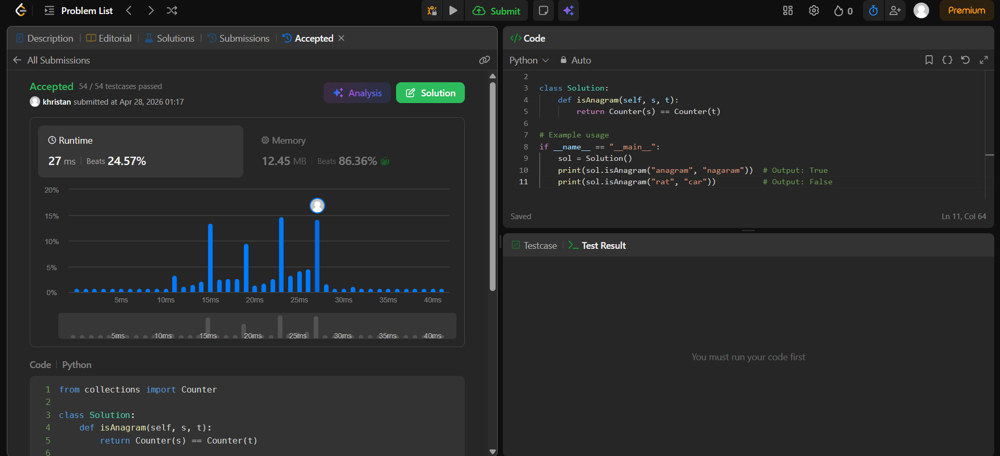 Problem List
Submit
0
Premium
Description
Editorial
Solutions
Submissions
Accepted
All Submissions
Accepted 54 / 54 testcases passed
khristan submitted at Apr 28, 2026 01:17
Analysis
Solution
Runtime
27 ms Beats 24.57%
Memory
12.45 MB Beats 86.36%
20%
15%
10%
5%
0%
5ms 10ms 15ms 20ms 25ms 30ms 35ms 40ms
5ms 10ms 15ms 20ms 25ms 30ms 35ms 40ms
Code Python
1 from collections import Counter
2
3 class Solution:
4     def isAnagram(self, s, t):
5         return Counter(s) == Counter(t)
6
Code
Python Auto
2
3 class Solution:
4     def isAnagram(self, s, t):
5         return Counter(s) == Counter(t)
6
7 # Example usage
8 if __name__ == "__main__":
9     sol = Solution()
10     print(sol.isAnagram("anagram", "nagaram"))  # Output: True
11     print(sol.isAnagram("rat", "car"))          # Output: False
Saved
Ln 11, Col 64
Testcase
Test Result
You must run your code first